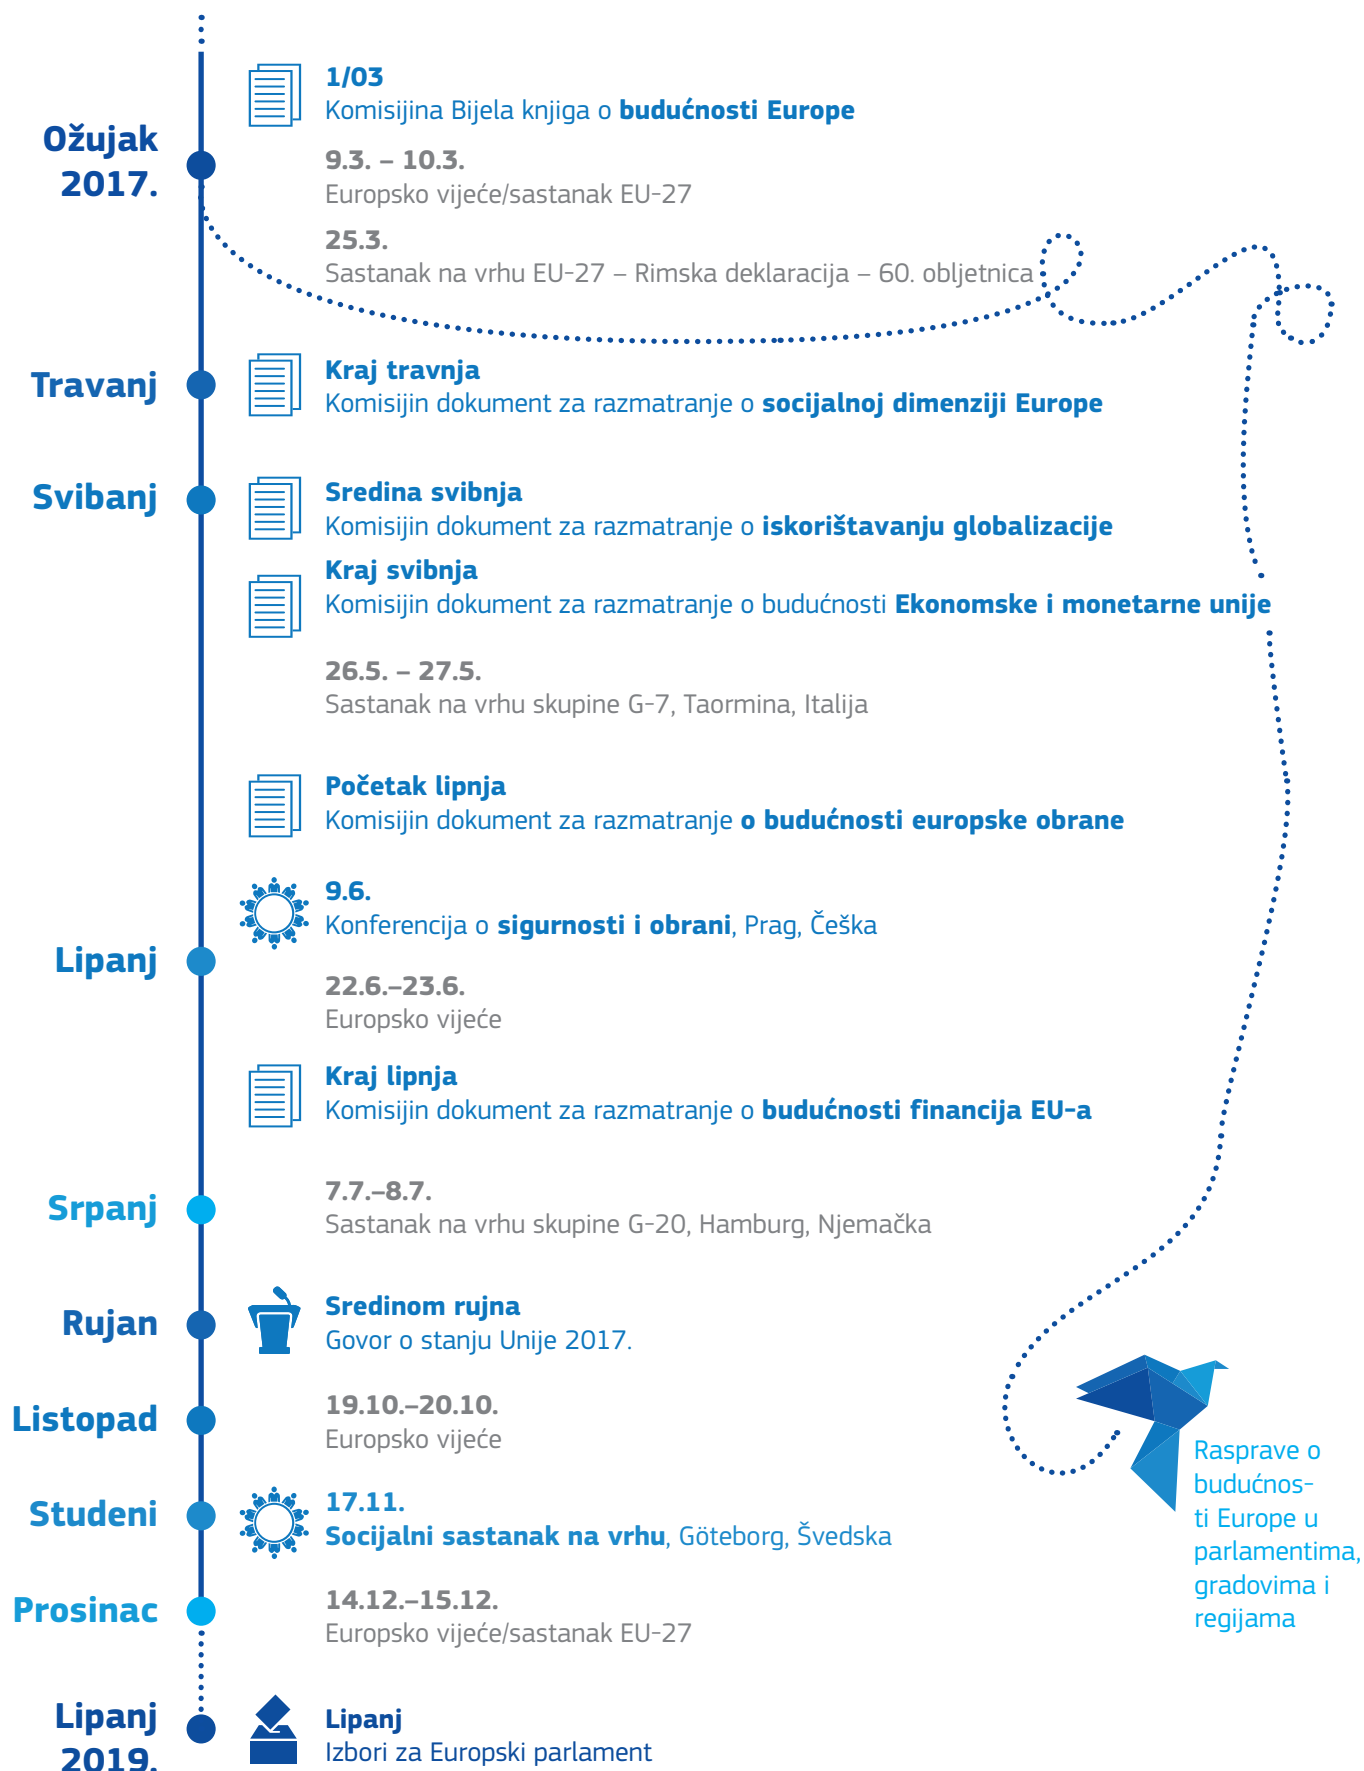 Ožujak
2017.
1/03
Komisijina Bijela knjiga o budućnosti Europe
9.3. – 10.3.
Europsko vijeće/sastanak EU-27
25.3.
Sastanak na vrhu EU-27 – Rimska deklaracija – 60. obljetnica
Travanj
Kraj travnja
Komisijin dokument za razmatranje o socijalnoj dimenziji Europe
Svibanj
Sredina svibnja
Komisijin dokument za razmatranje o iskorištavanju globalizacije
Kraj svibnja
Komisijin dokument za razmatranje o budućnosti Ekonomske i monetarne unije
26.5. – 27.5.
Sastanak na vrhu skupine G-7, Taormina, Italija
Lipanj
Početak lipnja
Komisijin dokument za razmatranje o budućnosti europske obrane
9.6.
Konferencija o sigurnosti i obrani, Prag, Češka
22.6.–23.6.
Europsko vijeće
Kraj lipnja
Komisijin dokument za razmatranje o budućnosti financija EU-a
Srpanj
7.7.–8.7.
Sastanak na vrhu skupine G-20, Hamburg, Njemačka
Rujan
Sredinom rujna
Govor o stanju Unije 2017.
Listopad
19.10.–20.10.
Europsko vijeće
Studeni
17.11.
Socijalni sastanak na vrhu, Göteborg, Švedska
Prosinac
14.12.–15.12.
Europsko vijeće/sastanak EU-27
Lipanj
2019.
Lipanj
Izbori za Europski parlament
Rasprave o
budućnos-
ti Europe u
parlamentima,
gradovima i
regijama